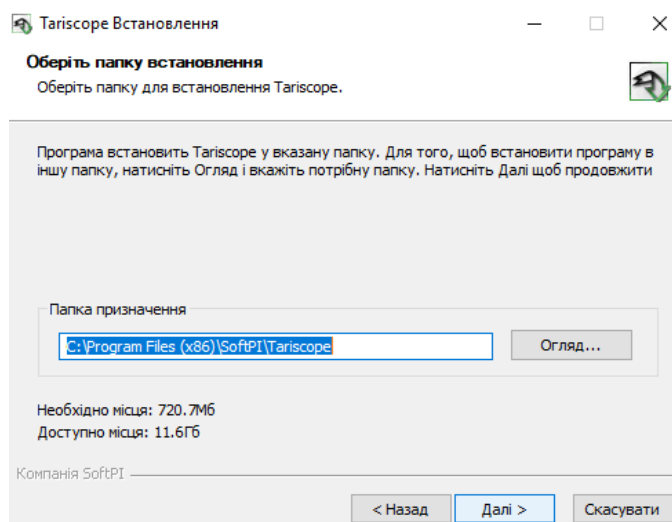 Tariscope Встановлення
Оберіть папку встановлення
Оберіть папку для встановлення Tariscope.
Програма встановить Tariscope у вказану папку. Для того, щоб встановити програму в
іншу папку, натисніть Огляд і вкажіть потрібну папку. Натисніть Далі щоб продовжити
Папка призначення
C:\Program Files (x86)\SoftPI\Tariscope
Огляд...
Необхідно місця: 720.7Мб
Доступно місця: 11.6Гб
Компанія SoftPI
< Назад Далі > Скасувати